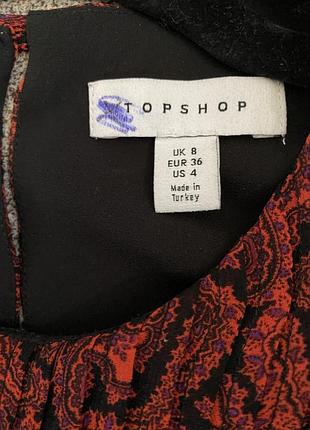 TOPSHOP
UK 8
EUR 36
US 4
Made in
Turkey